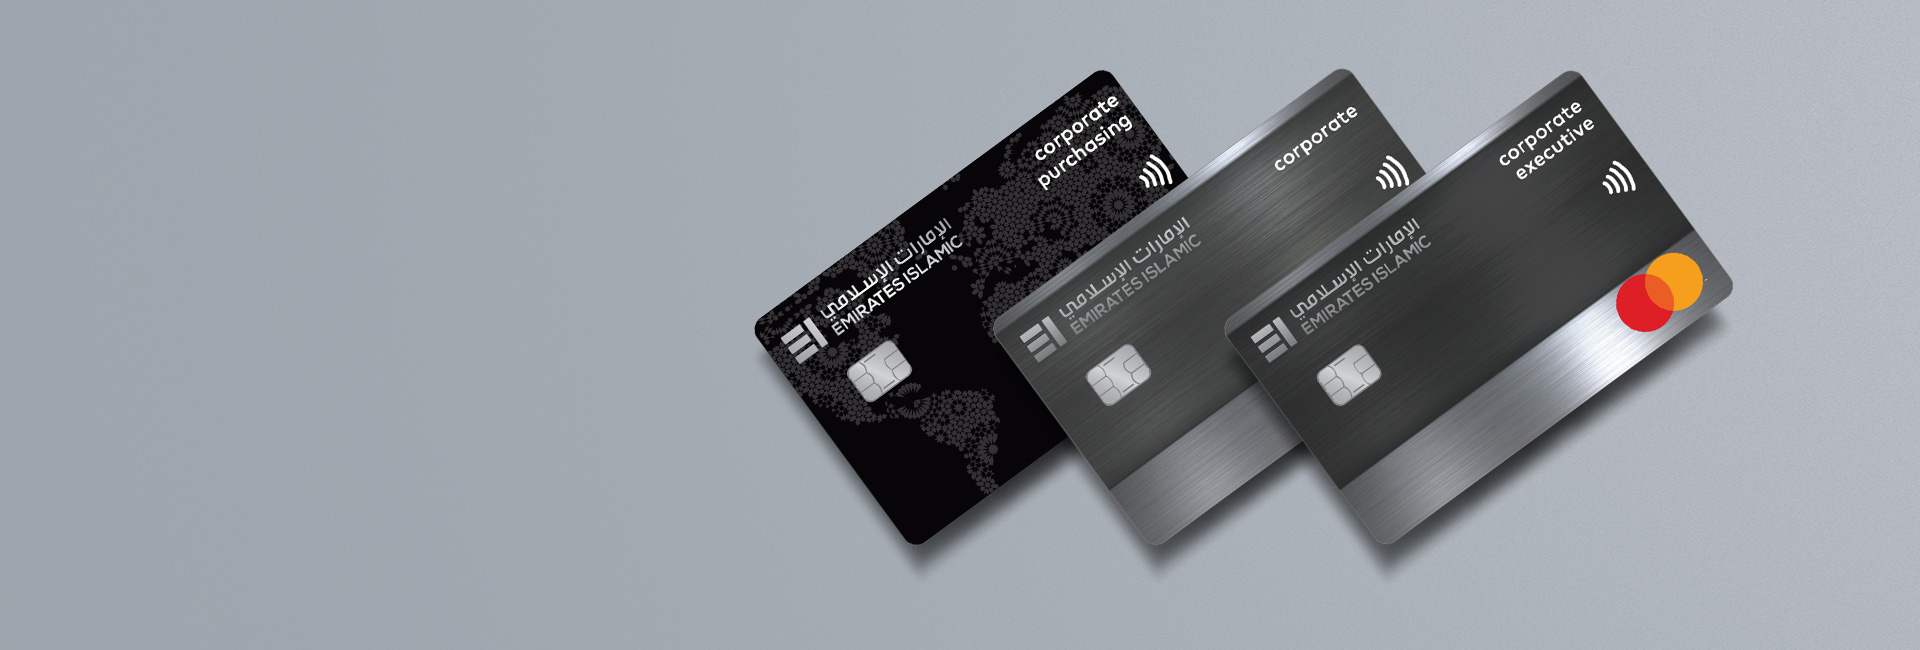 corporate
purchasing
الإمارات الإسلامي
EMIRATES ISLAMIC
corporate
الإمارات الإسلامي
EMIRATES ISLAMIC
corporate
executive
الإمارات الإسلامي
EMIRATES ISLAMIC